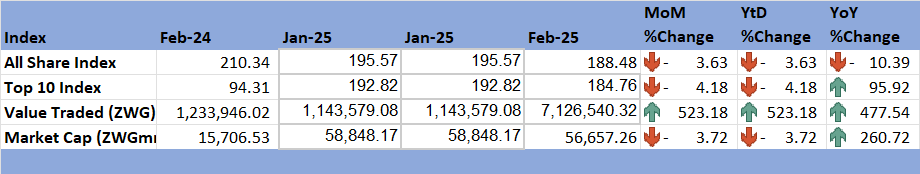 MoM YtD YoY
Index Feb-24 Jan-25 Jan-25 Feb-25 %Change %Change %Change
All Share Index 210.34 195.57 195.57 188.48 - 3.63 - 3.63 - 10.39
Top 10 Index 94.31 192.82 192.82 184.76 - 4.18 - 4.18 95.92
Value Traded (ZWG) 1,233,946.02 1,143,579.08 1,143,579.08 7,126,540.32 523.18 523.18 477.54
Market Cap (ZWGm 15,706.53 58,848.17 58,848.17 56,657.26 - 3.72 - 3.72 260.72